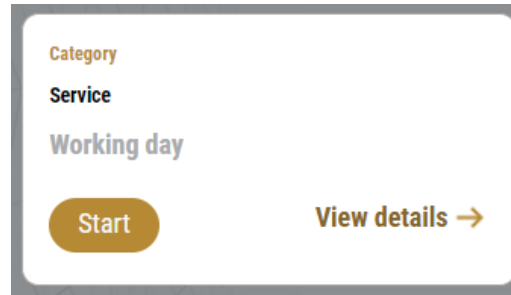 Category
Service
Working day
Start
View details →